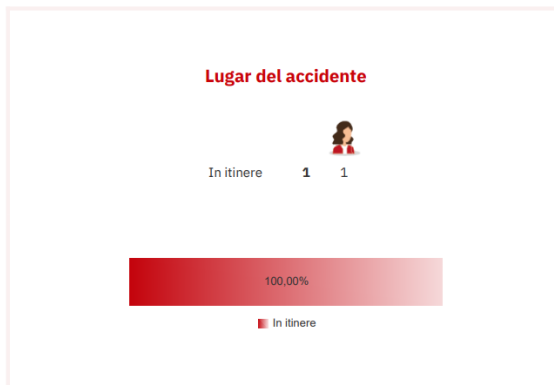 Lugar del accidente
In itinere 1 1
100,00%
In itinere